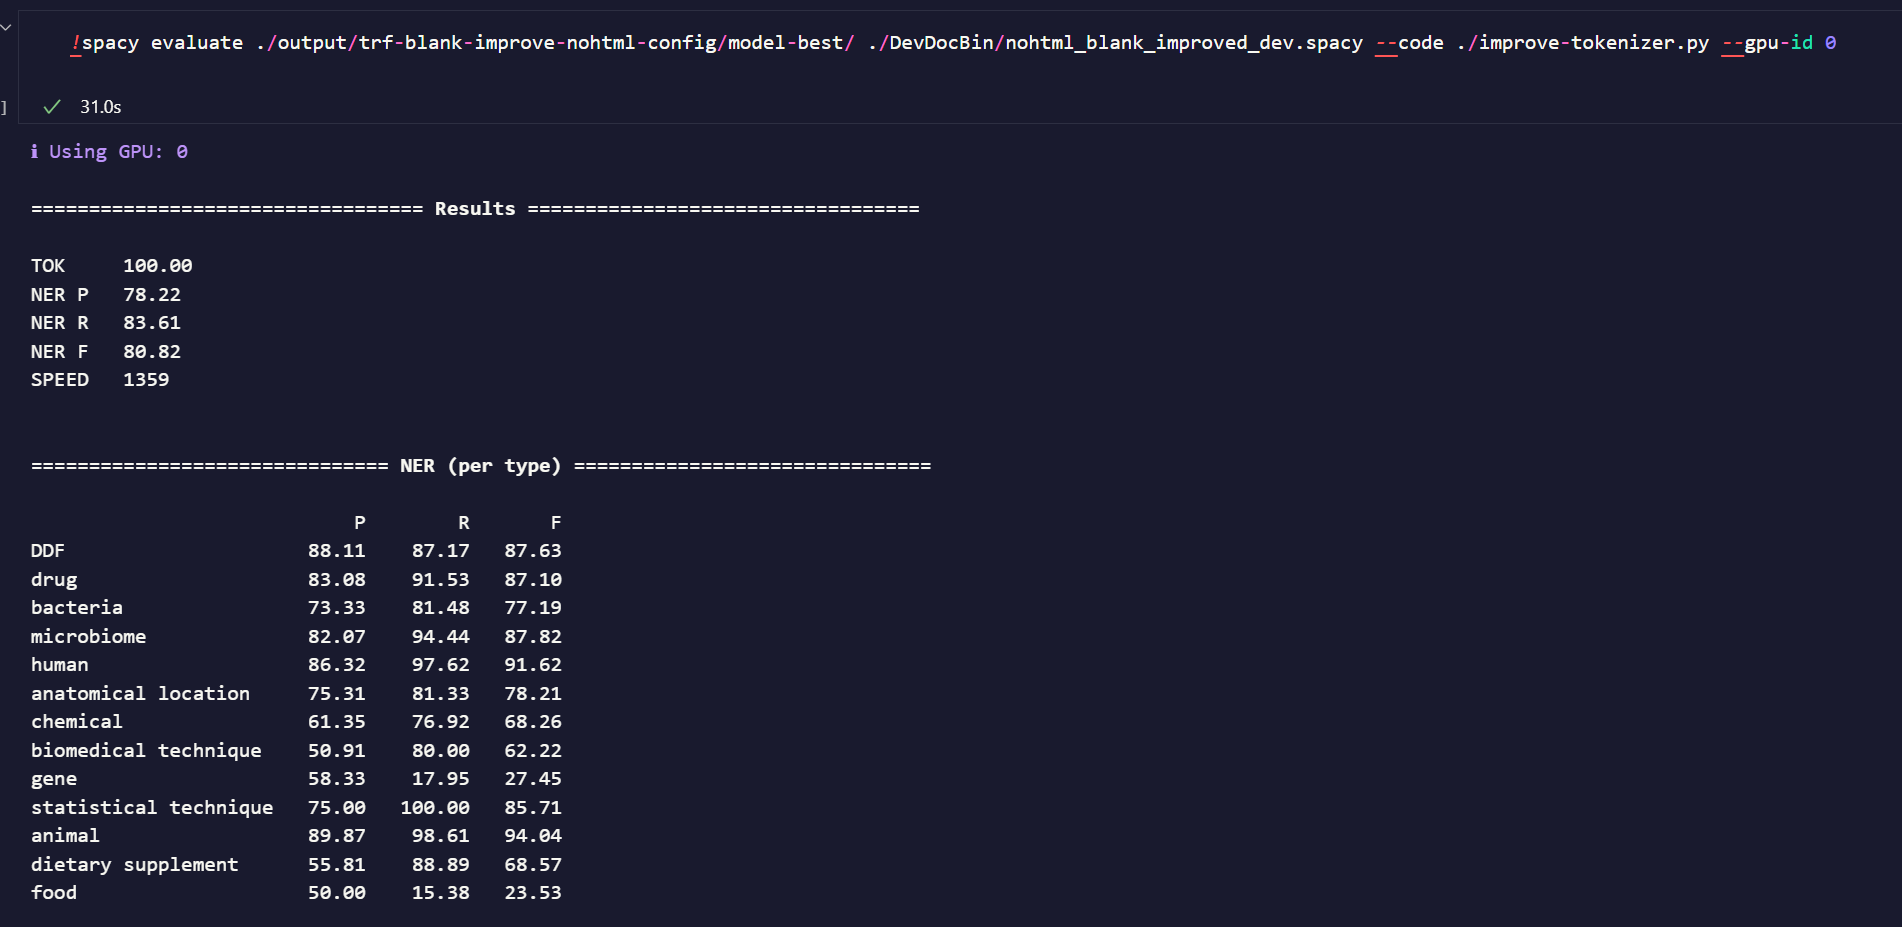 !spacy evaluate ./output/trf-blank-improve-nohtml-config/model-best/ ./DevDocBin/nohtml_blank_improved_dev.spacy --code ./improve-tokenizer.py --gpu-id 0
] 31.0s
ℹ Using GPU: 0
================================== Results ==================================
TOK 100.00
NER P 78.22
NER R 83.61
NER F 80.82
SPEED 1359
=============================== NER (per type) ===============================
P R F
DDF 88.11 87.17 87.63
drug 83.08 91.53 87.10
bacteria 73.33 81.48 77.19
microbiome 82.07 94.44 87.82
human 86.32 97.62 91.62
anatomical location 75.31 81.33 78.21
chemical 61.35 76.92 68.26
biomedical technique 50.91 80.00 62.22
gene 58.33 17.95 27.45
statistical technique 75.00 100.00 85.71
animal 89.87 98.61 94.04
dietary supplement 55.81 88.89 68.57
food 50.00 15.38 23.53